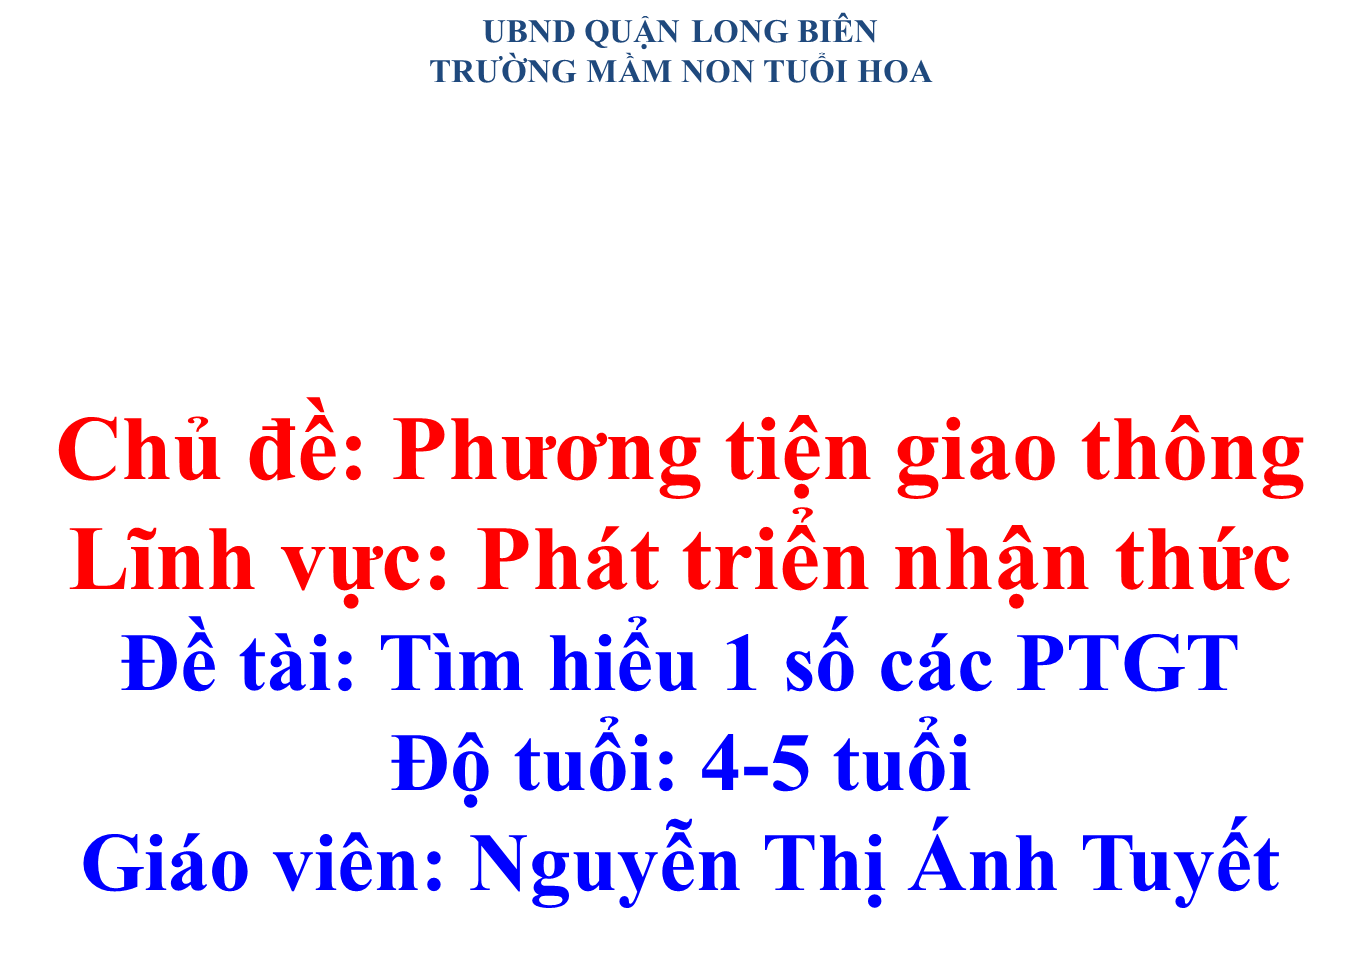 UBND QUẬN LONG BIÊN
TRƯỜNG MẦM NON TUỔI HOA
Chủ đề: Phương tiện giao thông
Lĩnh vực: Phát triển nhận thức
Đề tài: Tìm hiểu 1 số các PTGT
Độ tuổi: 4-5 tuổi
Giáo viên: Nguyễn Thị Ánh Tuyết